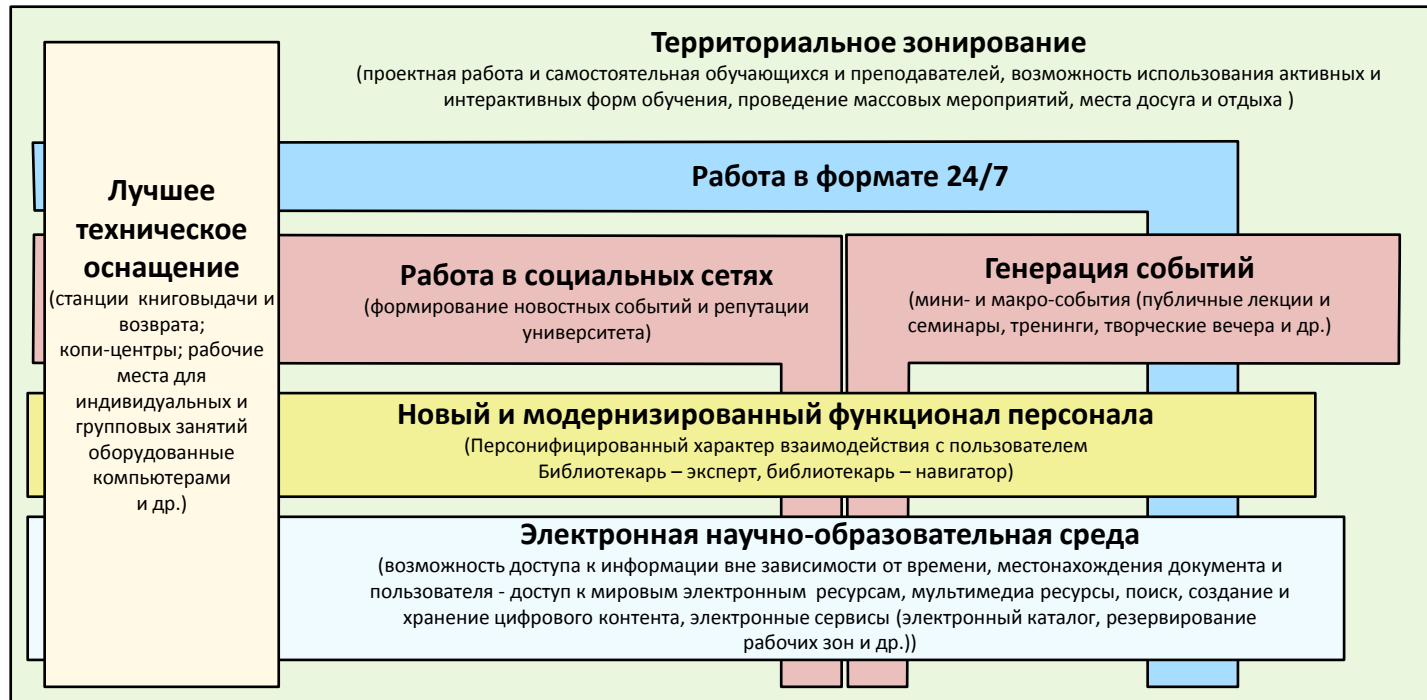 Территориальное зонирование
(проектная работа и самостоятельная обучающихся и преподавателей, возможность использования активных и
интерактивных форм обучения, проведение массовых мероприятий, места досуга и отдыха )
Работа в формате 24/7
Лучшее
техническое
оснащение
(станции книговыдачи и
возврата;
копи-центры; рабочие
места для
индивидуальных и
групповых занятий
оборудованные
компьютерами
и др.)
Работа в социальных сетях
(формирование новостных событий и репутации
университета)
Генерация событий
(мини- и макро-события (публичные лекции и
семинары, тренинги, творческие вечера и др.)
Новый и модернизированный функционал персонала
(Персонифицированный характер взаимодействия с пользователем
Библиотекарь – эксперт, библиотекарь – навигатор)
Электронная научно-образовательная среда
(возможность доступа к информации вне зависимости от времени, местонахождения документа и
пользователя - доступ к мировым электронным ресурсам, мультимедиа ресурсы, поиск, создание и
хранение цифрового контента, электронные сервисы (электронный каталог, резервирование
рабочих зон и др.))